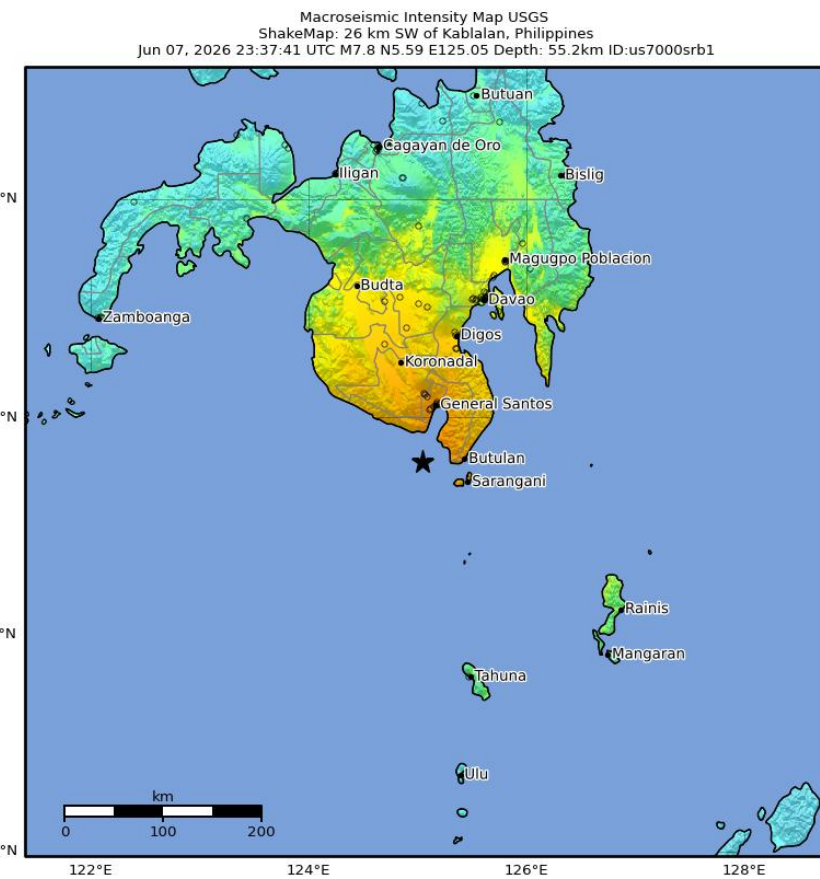 Macroseismic Intensity Map USGS
ShakeMap: 26 km SW of Kablalan, Philippines
Jun 07, 2026 23:37:41 UTC M7.8 N5.59 E125.05 Depth: 55.2km ID:us7000srb1
Butuan
Cagayan de Oro
Iligan
Bislig
°N
Magugpo Poblacion
Budta
Davao
Zamboanga
Digos
Koronadal
General Santos
°N
Butulan
Sarangani
Rainis
°N
Mangaran
Tahuna
Ulu
km
0 100 200
°N
122°E 124°E 126°E 128°E